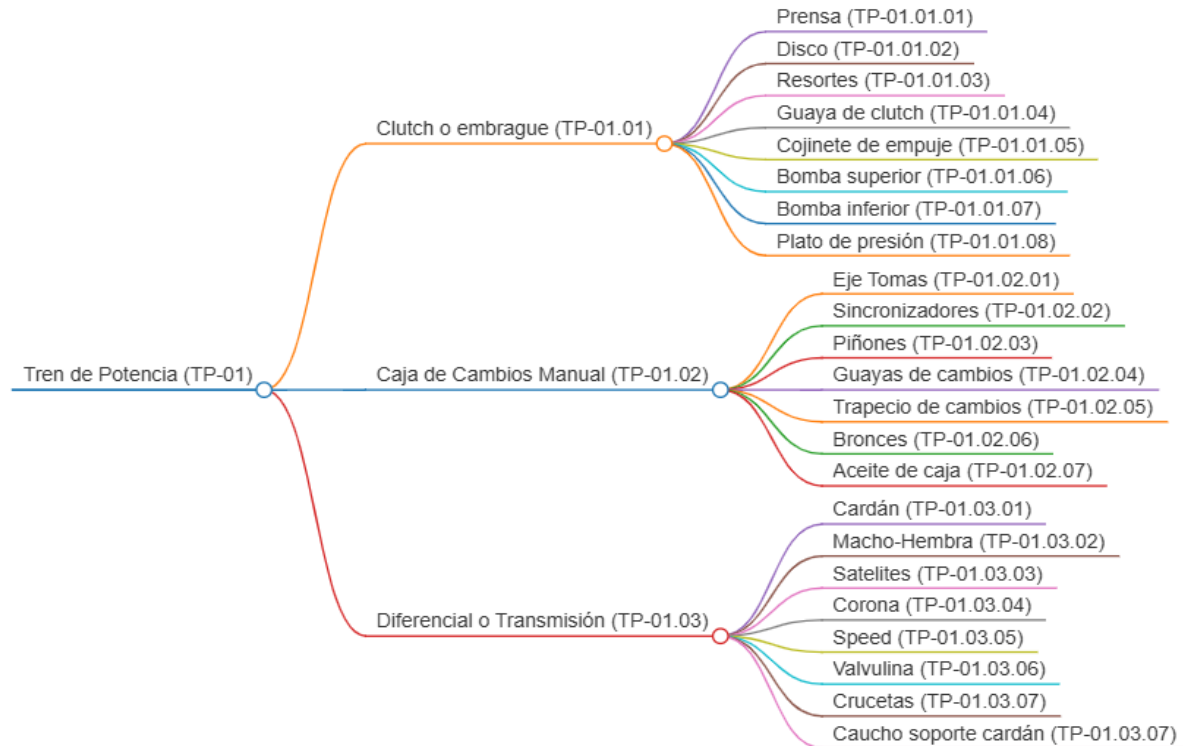 Tren de Potencia (TP-01)
Clutch o embrague (TP-01.01)
Prensa (TP-01.01.01)
Disco (TP-01.01.02)
Resortes (TP-01.01.03)
Guaya de clutch (TP-01.01.04)
Cojinete de empuje (TP-01.01.05)
Bomba superior (TP-01.01.06)
Bomba inferior (TP-01.01.07)
Plato de presión (TP-01.01.08)
Caja de Cambios Manual (TP-01.02)
Eje Tomas (TP-01.02.01)
Sincronizadores (TP-01.02.02)
Piñones (TP-01.02.03)
Guayas de cambios (TP-01.02.04)
Trapecio de cambios (TP-01.02.05)
Bronces (TP-01.02.06)
Aceite de caja (TP-01.02.07)
Diferencial o Transmisión (TP-01.03)
Cardán (TP-01.03.01)
Macho-Hembra (TP-01.03.02)
Satelites (TP-01.03.03)
Corona (TP-01.03.04)
Speed (TP-01.03.05)
Valvulina (TP-01.03.06)
Crucetas (TP-01.03.07)
Caucho soporte cardán (TP-01.03.07)